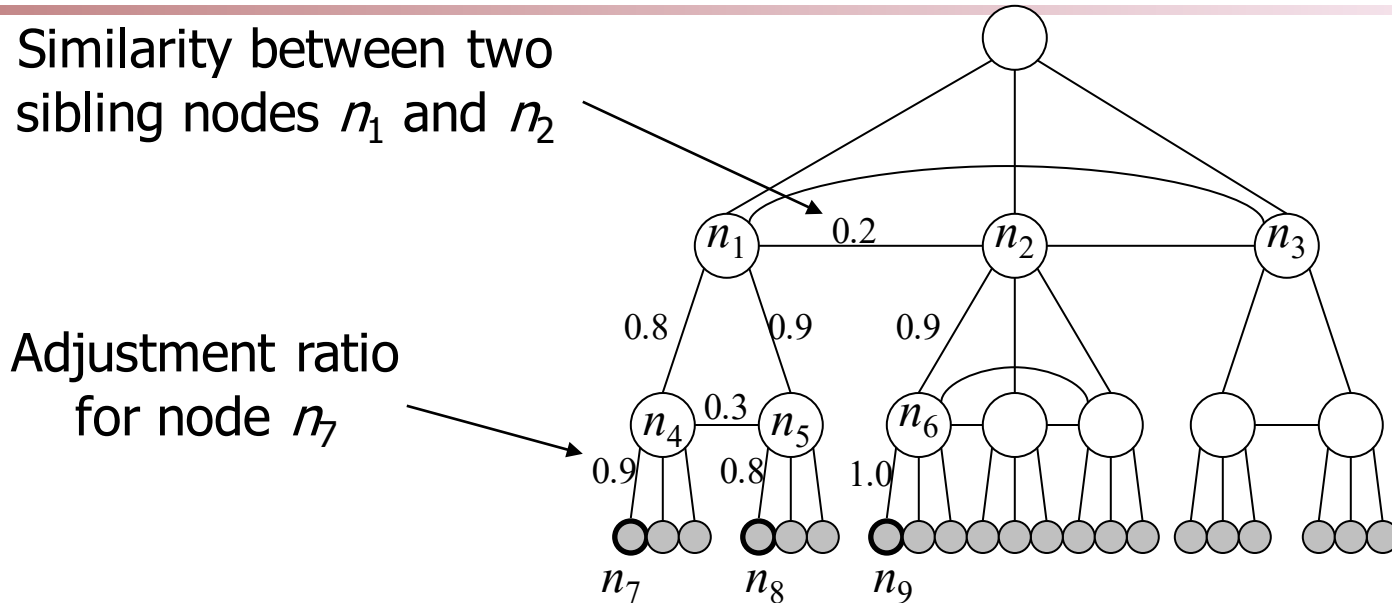 Similarity between two
sibling nodes n₁ and n₂
n₁ 0.2 n₂ n₃
Adjustment ratio
for node n₇
0.8 0.9 0.9
n₄ 0.3 n₅ n₆
0.9 0.8 1.0
n₇ n₈ n₉